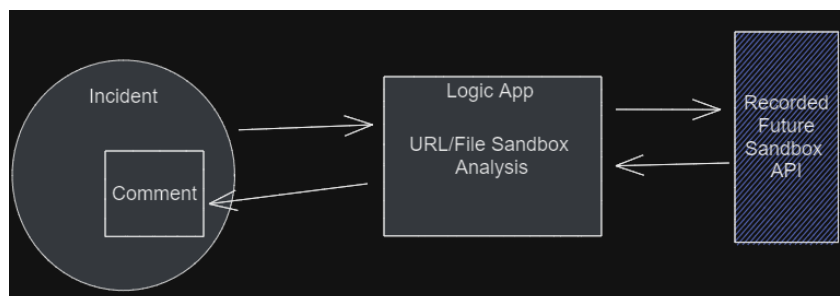 Incident
Comment
Logic App
URL/File Sandbox
Analysis
Recorded
Future
Sandbox
API